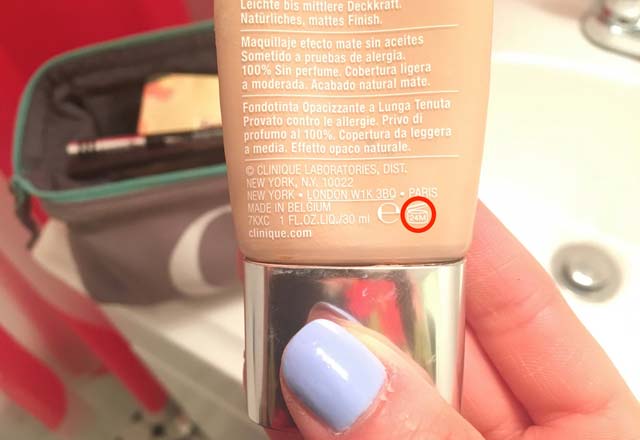 Leichte bis mittlere Deckkraft.
Natürliches, mattes Finish.
Maquillaje efecto mate sin aceites
Sometido a pruebas de alergia.
100% Sin perfume. Cobertura ligera
a moderada. Acabado natural mate.
Fondotinta Opacizzante a Lunga Tenuta
Provato contro le allergie. Privo di
profumo al 100%. Copertura da leggera
a media. Effetto opaco naturale.
© CLINIQUE LABORATORIES, DIST.
NEW YORK, N.Y. 10022
NEW YORK • LONDON W1K 3BQ • PARIS
MADE IN BELGIUM
7KXC 1 FL.OZ.LIQ./30 ml ℮ 24M
clinique.com